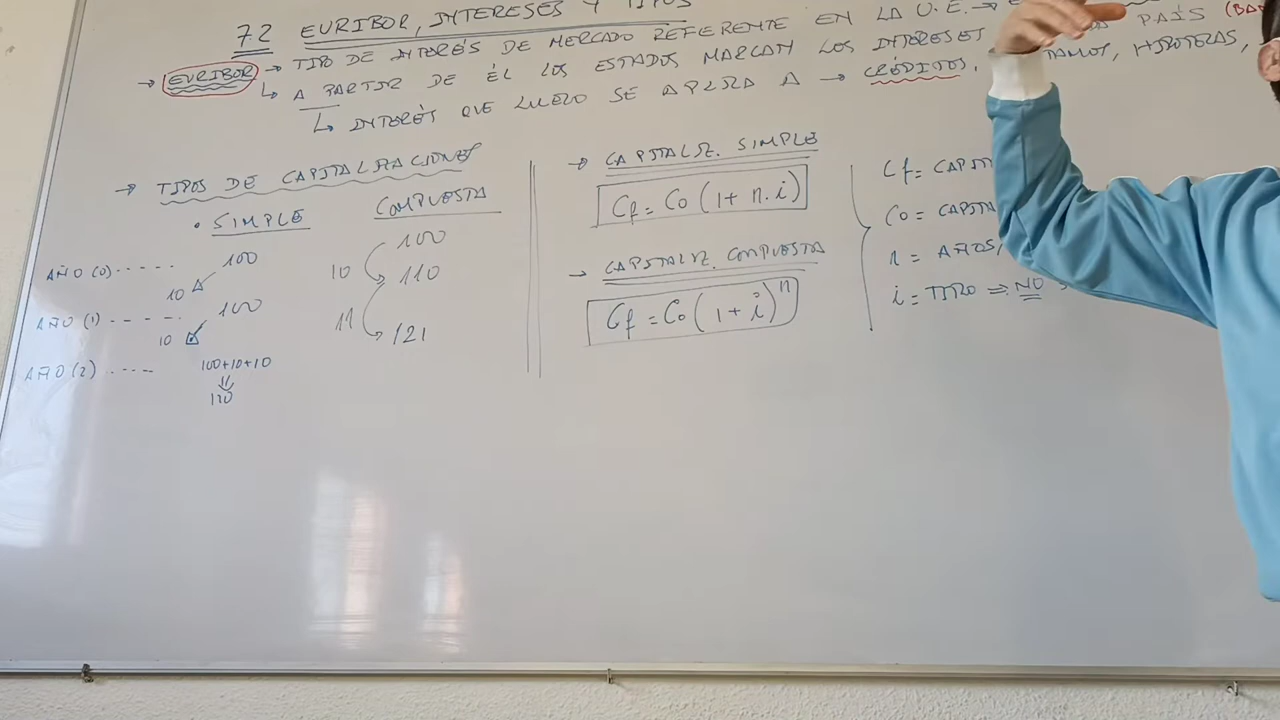 72 EURIBOR, INTERESES Y TIPOS
→ EURIBOR → TIPO DE INTERÉS DE MERCADO REFERENTE EN LA U.E. →
↳ A PARTIR DE ÉL LOS ESTADOS MARCAN LOS INTERESES PAÍS
↳ INTERÉS QUE LUEGO SE APLICA A → CRÉDITOS, HIPOTECAS,
→ TIPOS DE CAPITALIZACIONES
• SIMPLE
AÑO (0) ----- 100
10
AÑO (1) ----- 100
10
AÑO (2) ----- 100+10+10
120
COMPUESTA
100
10
110
11
121
→ CAPITALIZ. SIMPLE
Cf = Co (1 + n.i)
→ CAPITALIZ. COMPUESTA
Cf = Co (1 + i)ⁿ
Cf =
Co =
n = AÑOS,
i = TIPO ⇒ NO